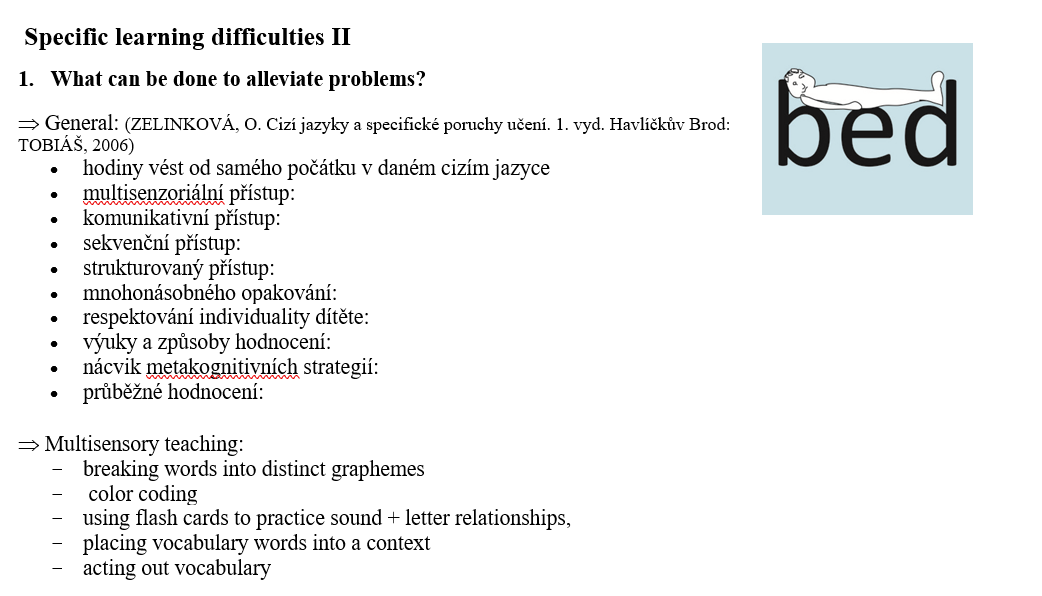 Specific learning difficulties II
1. What can be done to alleviate problems?
⇒ General: (ZELINKOVÁ, O. Cizí jazyky a specifické poruchy učení. 1. vyd. Havlíčkův Brod:
TOBIÁŠ, 2006)
• hodiny vést od samého počátku v daném cizím jazyce
• multisenzoriální přístup:
• komunikativní přístup:
• sekvenční přístup:
• strukturovaný přístup:
• mnohonásobného opakování:
• respektování individuality dítěte:
• výuky a způsoby hodnocení:
• nácvik metakognitivních strategií:
• průběžné hodnocení:
⇒ Multisensory teaching:
− breaking words into distinct graphemes
− color coding
− using flash cards to practice sound + letter relationships,
− placing vocabulary words into a context
− acting out vocabulary
bed